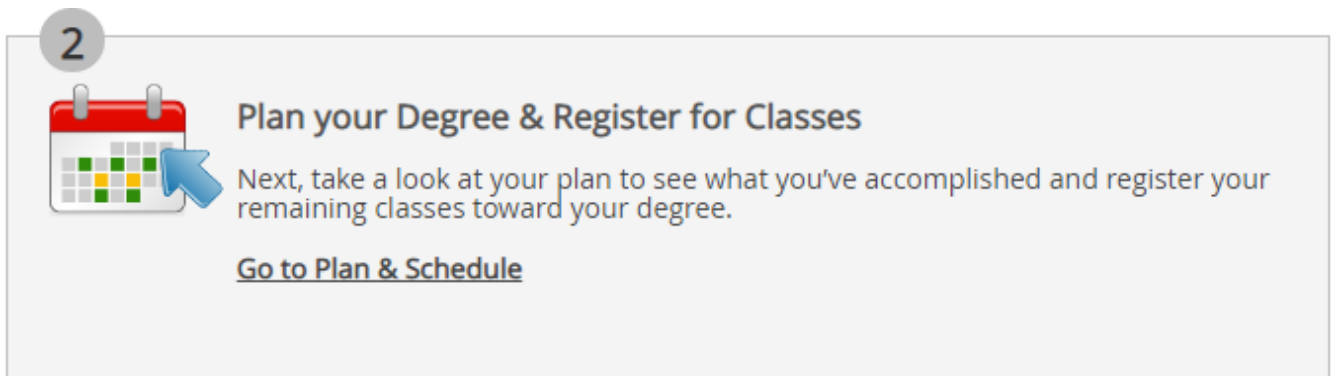 2
Plan your Degree & Register for Classes
Next, take a look at your plan to see what you’ve accomplished and register your
remaining classes toward your degree.
Go to Plan & Schedule